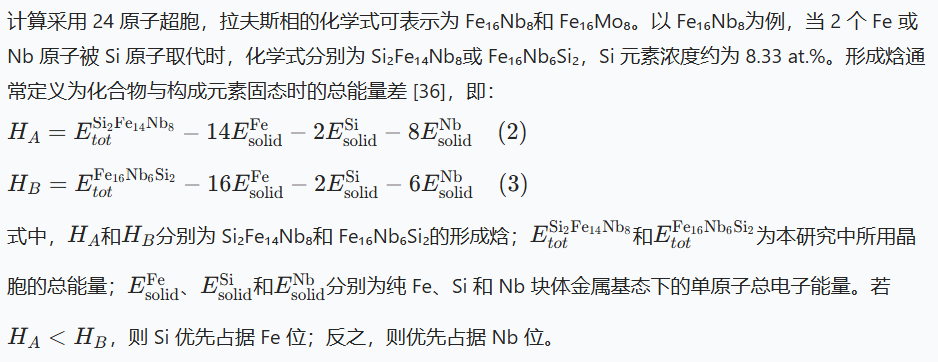 计算采用 24 原子超胞，拉夫斯相的化学式可表示为 Fe₁₆Nb₈和 Fe₁₆Mo₈。以 Fe₁₆Nb₈为例，当 2 个 Fe 或
Nb 原子被 Si 原子取代时，化学式分别为 Si₂Fe₁₄Nb₈或 Fe₁₆Nb₆Si₂，Si 元素浓度约为 8.33 at.%。形成焓通
常定义为化合物与构成元素固态时的总能量差 [36]，即：
$H_A = E_{tot}^{\mathrm{Si_2Fe_{14}Nb_8}} - 14E_{\mathrm{solid}}^{\mathrm{Fe}} - 2E_{\mathrm{solid}}^{\mathrm{Si}} - 8E_{\mathrm{solid}}^{\mathrm{Nb}} \quad (2)$
$H_B = E_{tot}^{\mathrm{Fe_{16}Nb_6Si_2}} - 16E_{\mathrm{solid}}^{\mathrm{Fe}} - 2E_{\mathrm{solid}}^{\mathrm{Si}} - 6E_{\mathrm{solid}}^{\mathrm{Nb}} \quad (3)$
式中，$H_A$和$H_B$分别为 Si₂Fe₁₄Nb₈和 Fe₁₆Nb₆Si₂的形成焓；$E_{tot}^{\mathrm{Si_2Fe_{14}Nb_8}}$和$E_{tot}^{\mathrm{Fe_{16}Nb_6Si_2}}$为本研究中所用晶
胞的总能量；$E_{\mathrm{solid}}^{\mathrm{Fe}}$、$E_{\mathrm{solid}}^{\mathrm{Si}}$和$E_{\mathrm{solid}}^{\mathrm{Nb}}$分别为纯 Fe、Si 和 Nb 块体金属基态下的单原子总电子能量。若
$H_A < H_B$，则 Si 优先占据 Fe 位；反之，则优先占据 Nb 位。